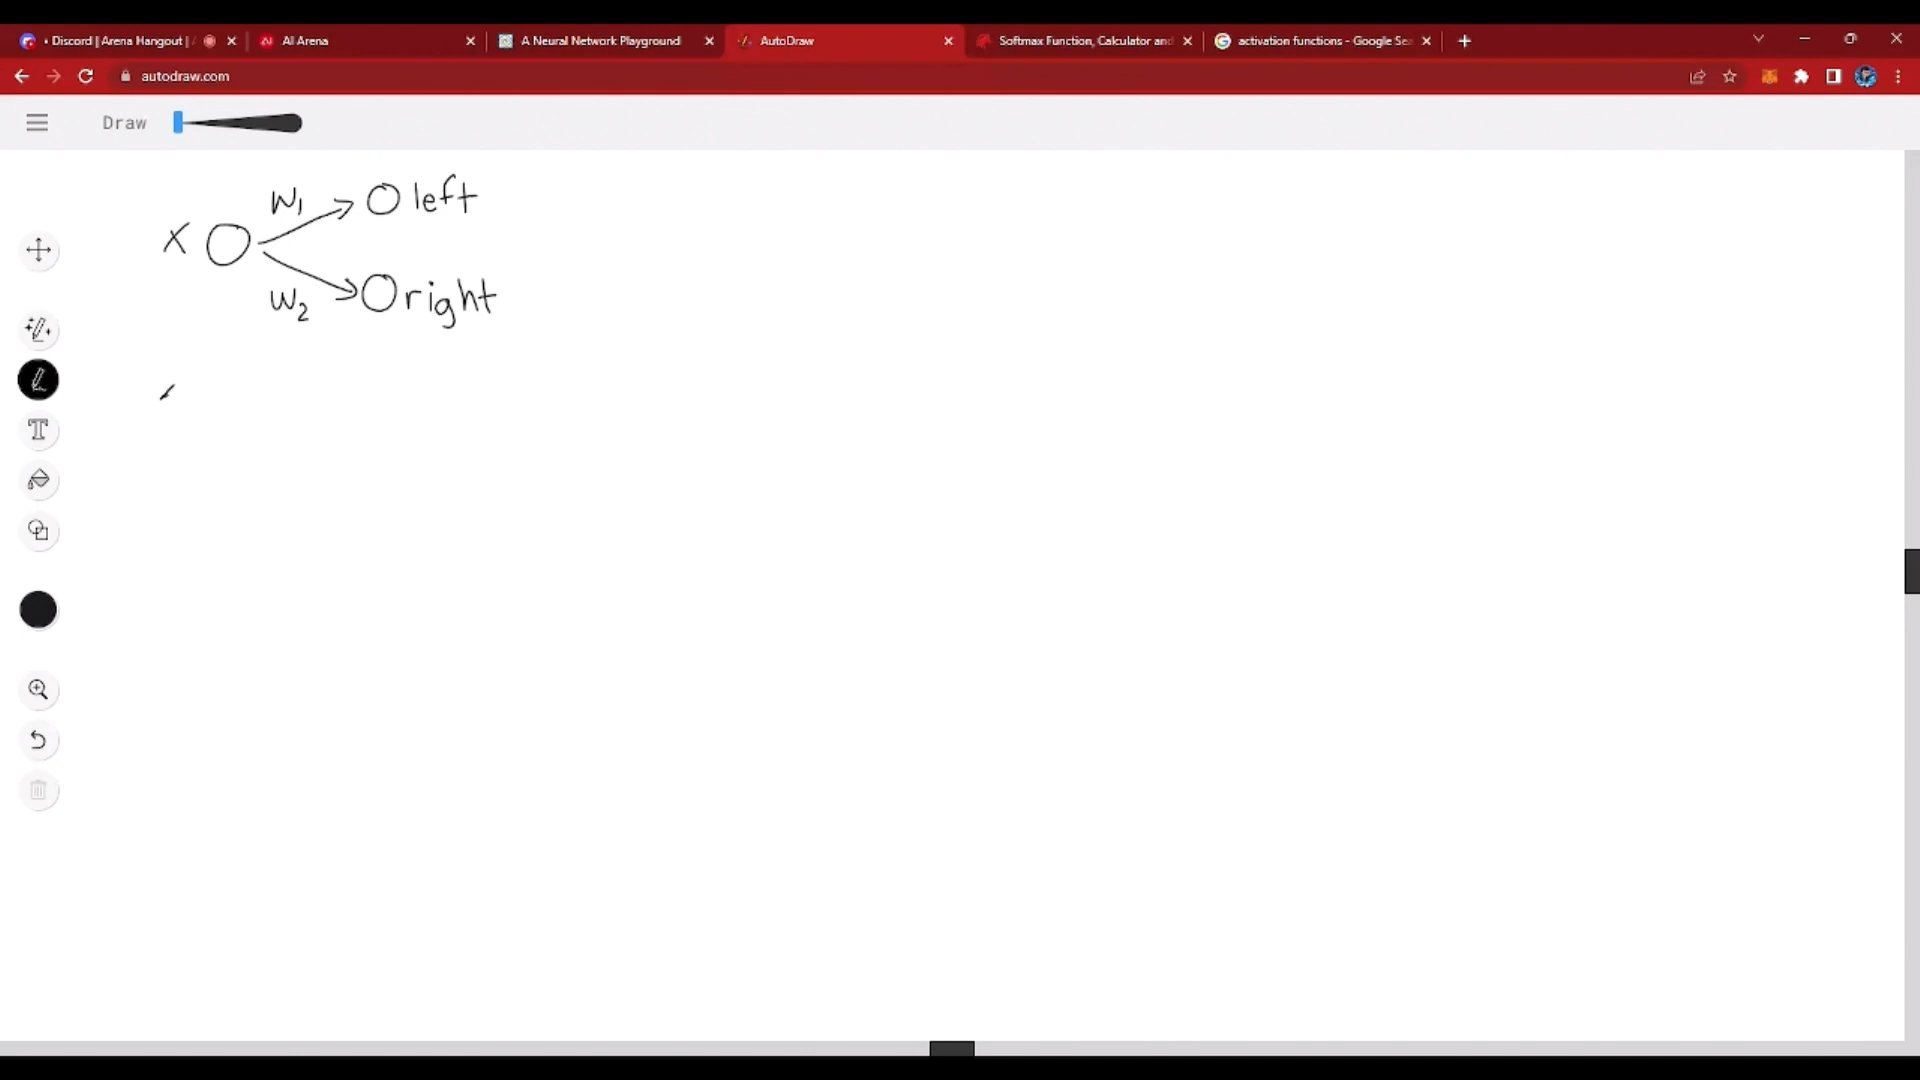 • Discord | Arena Hangout |
AI Arena
A Neural Network Playground
AutoDraw
Softmax Function, Calculator and
activation functions - Google Se
autodraw.com
Draw
W1
left
X
W2
right